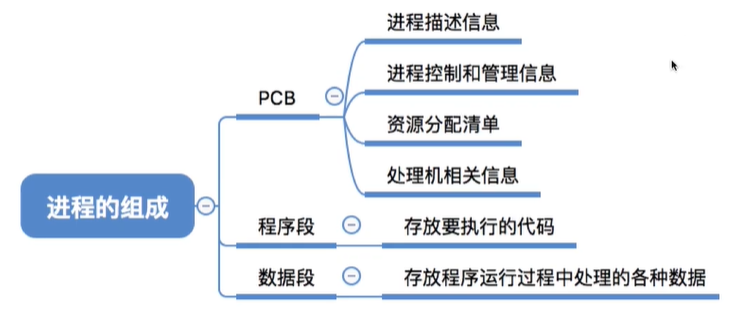 进程描述信息
进程控制和管理信息
PCB
资源分配清单
处理机相关信息
进程的组成
程序段
存放要执行的代码
数据段
存放程序运行过程中处理的各种数据